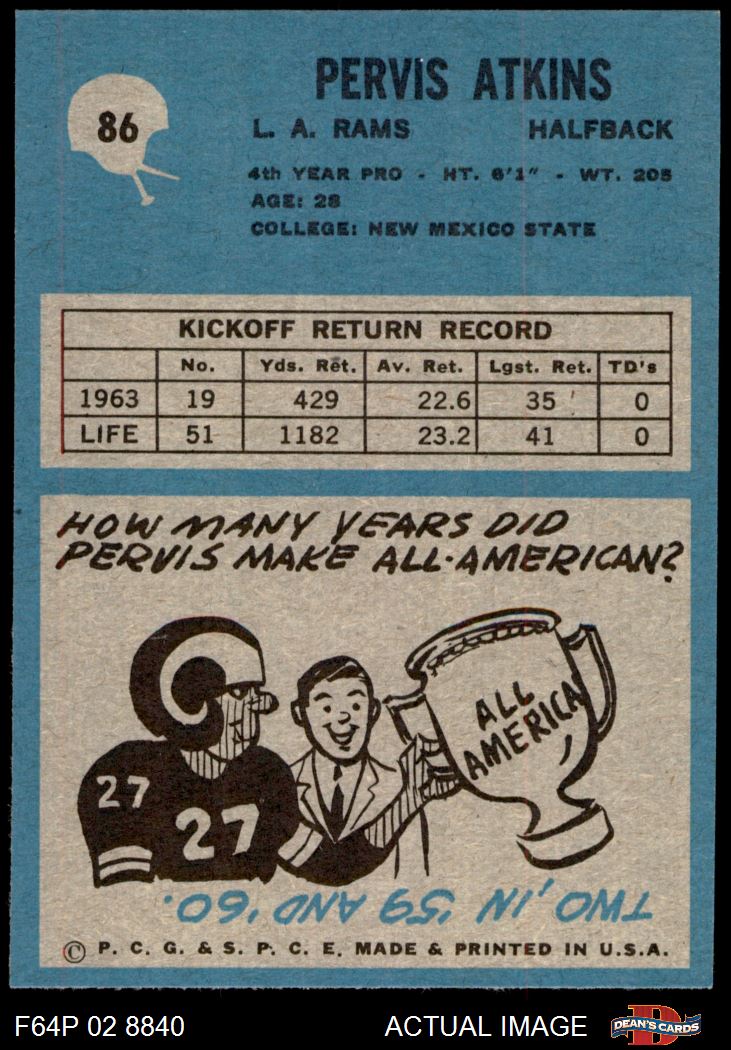 86
PERVIS ATKINS
L. A. RAMS HALFBACK
4th YEAR PRO - HT. 6'1" - WT. 205
AGE: 28
COLLEGE: NEW MEXICO STATE
KICKOFF RETURN RECORD
No. Yds. Ret. Av. Ret. Lgst. Ret. TD's
1963 19 429 22.6 35 0
LIFE 51 1182 23.2 41 0
HOW MANY YEARS DID
PERVIS MAKE ALL-AMERICAN?
ALL
AMERICA
27
27
TWO, IN '59 AND '60.
© P. C. G. & S. P. C. E. MADE & PRINTED IN U.S.A.
F64P 02 8840 ACTUAL IMAGE
D
DEAN'S CARDS